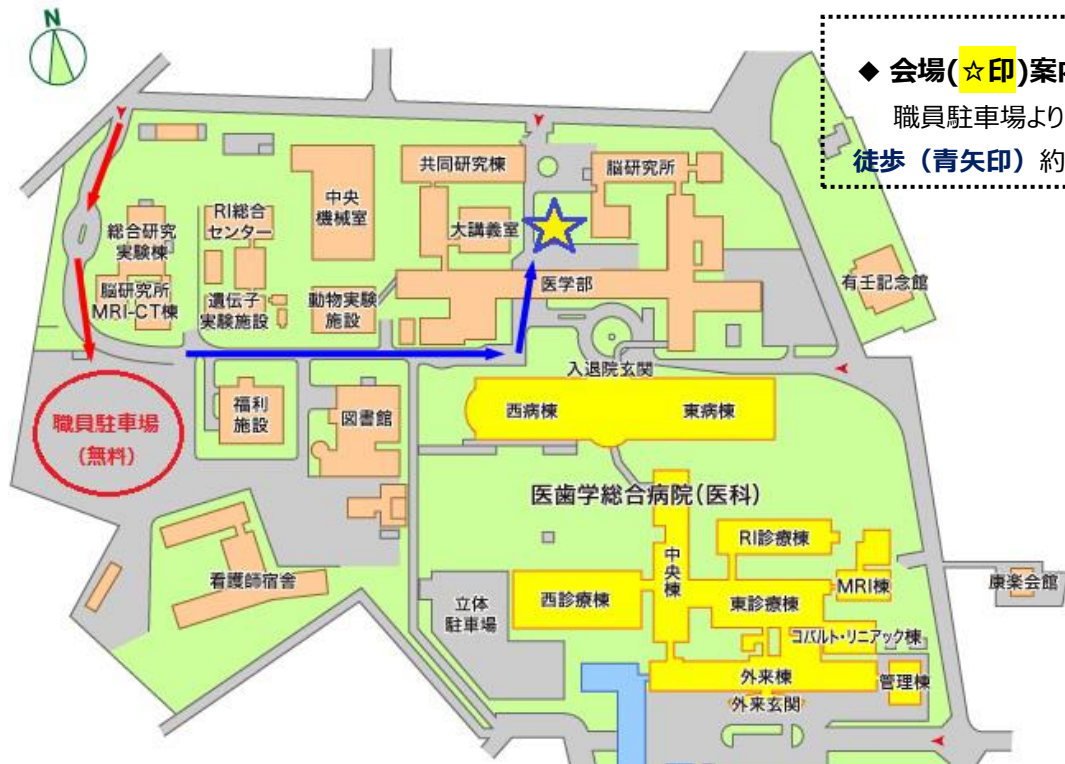 N
◆ 会場(☆印)案内
職員駐車場より
徒歩（青矢印）約
共同研究棟
脳研究所
中央
機械室
RI総合
センター
大講義室
総合研究
実験棟
医学部
有壬記念館
脳研究所
MRI-CT棟
遺伝子
実験施設
動物実験
施設
入退院玄関
西病棟
東病棟
福利
施設
図書館
職員駐車場
（無料）
医歯学総合病院（医科）
RI診療棟
中央棟
MRI棟
康楽会館
看護師宿舎
西診療棟
東診療棟
立体
駐車場
コバルト・リニアック棟
外来棟
管理棟
外来玄関